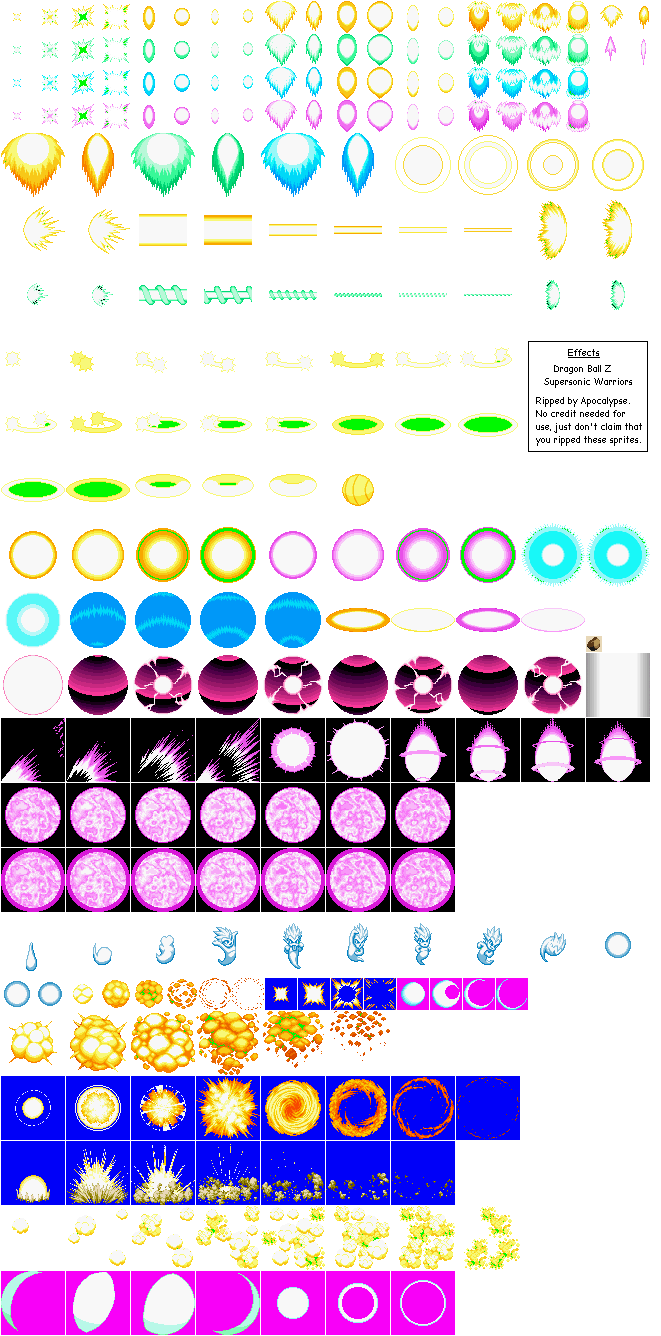 Effects
Dragon Ball Z
Supersonic Warriors
Ripped by Apocalypse.
No credit needed for
use, just don't claim that
you ripped these sprites.